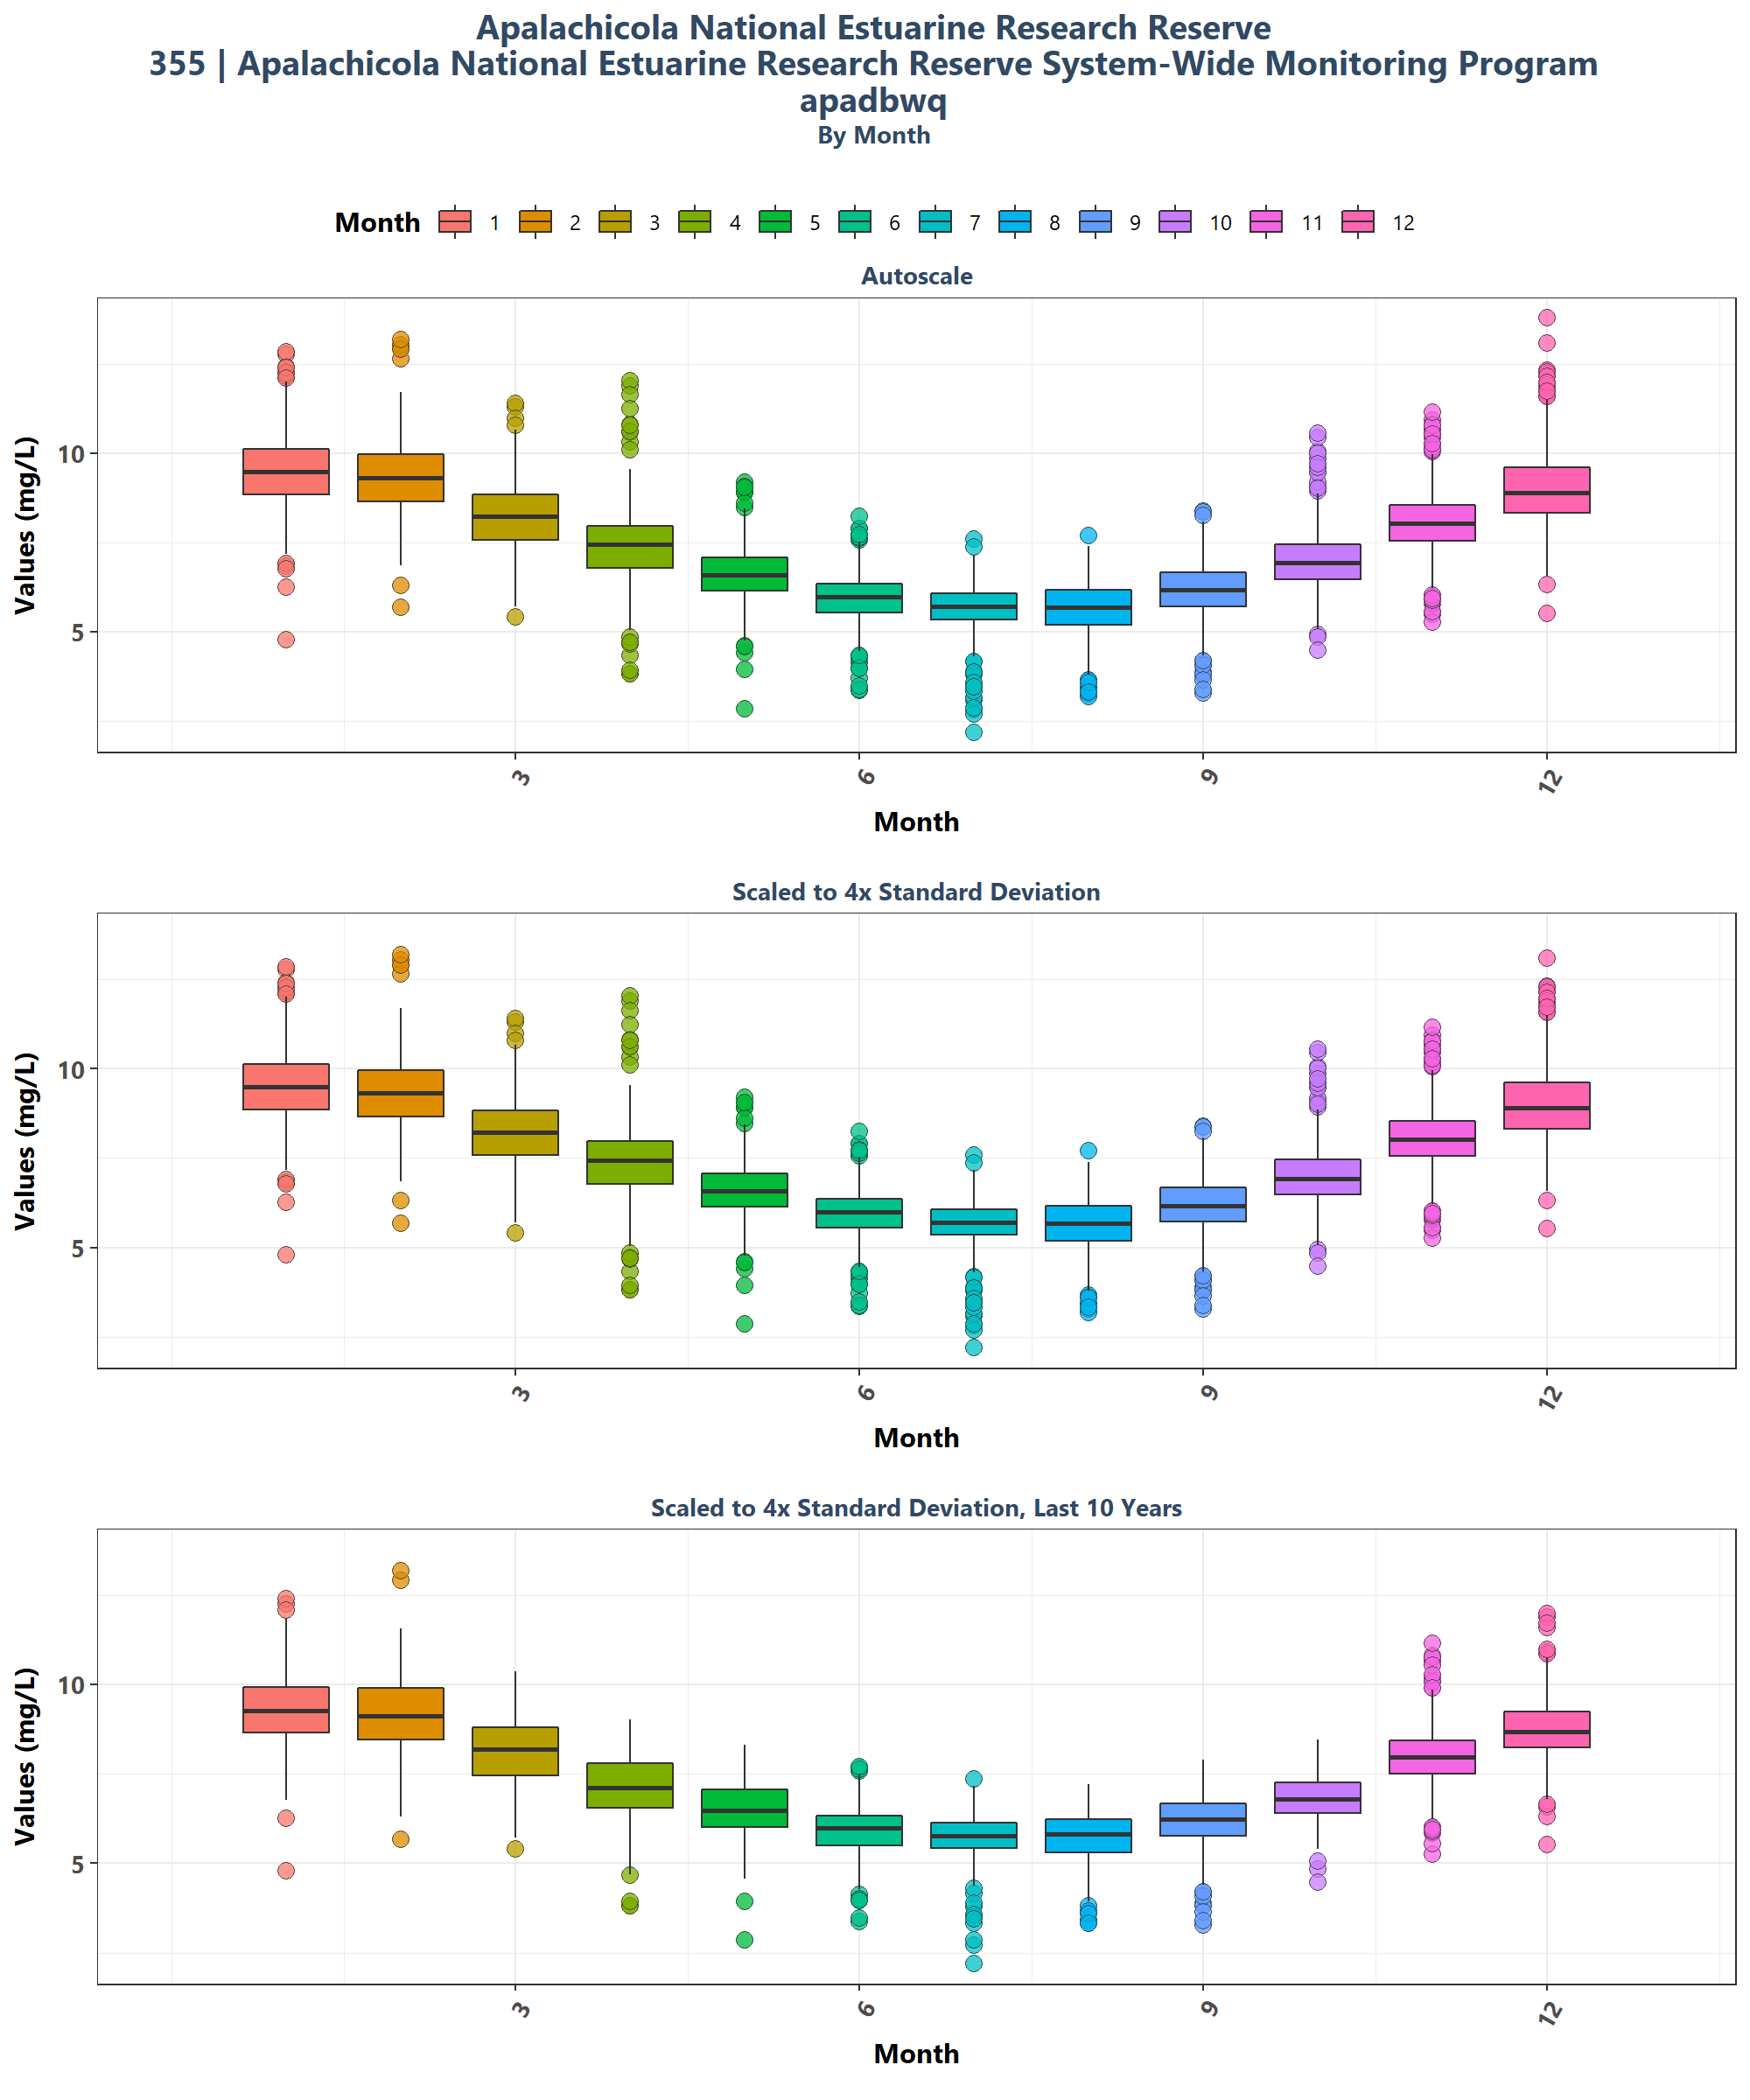 Apalachicola National Estuarine Research Reserve
355 | Apalachicola National Estuarine Research Reserve System-Wide Monitoring Program
apadbwq
By Month
Month 1 2 3 4 5 6 7 8 9 10 11 12
Autoscale
Values (mg/L)
10
5
3 6 9 12
Month
Scaled to 4x Standard Deviation
Values (mg/L)
10
5
3 6 9 12
Month
Scaled to 4x Standard Deviation, Last 10 Years
Values (mg/L)
10
5
3 6 9 12
Month